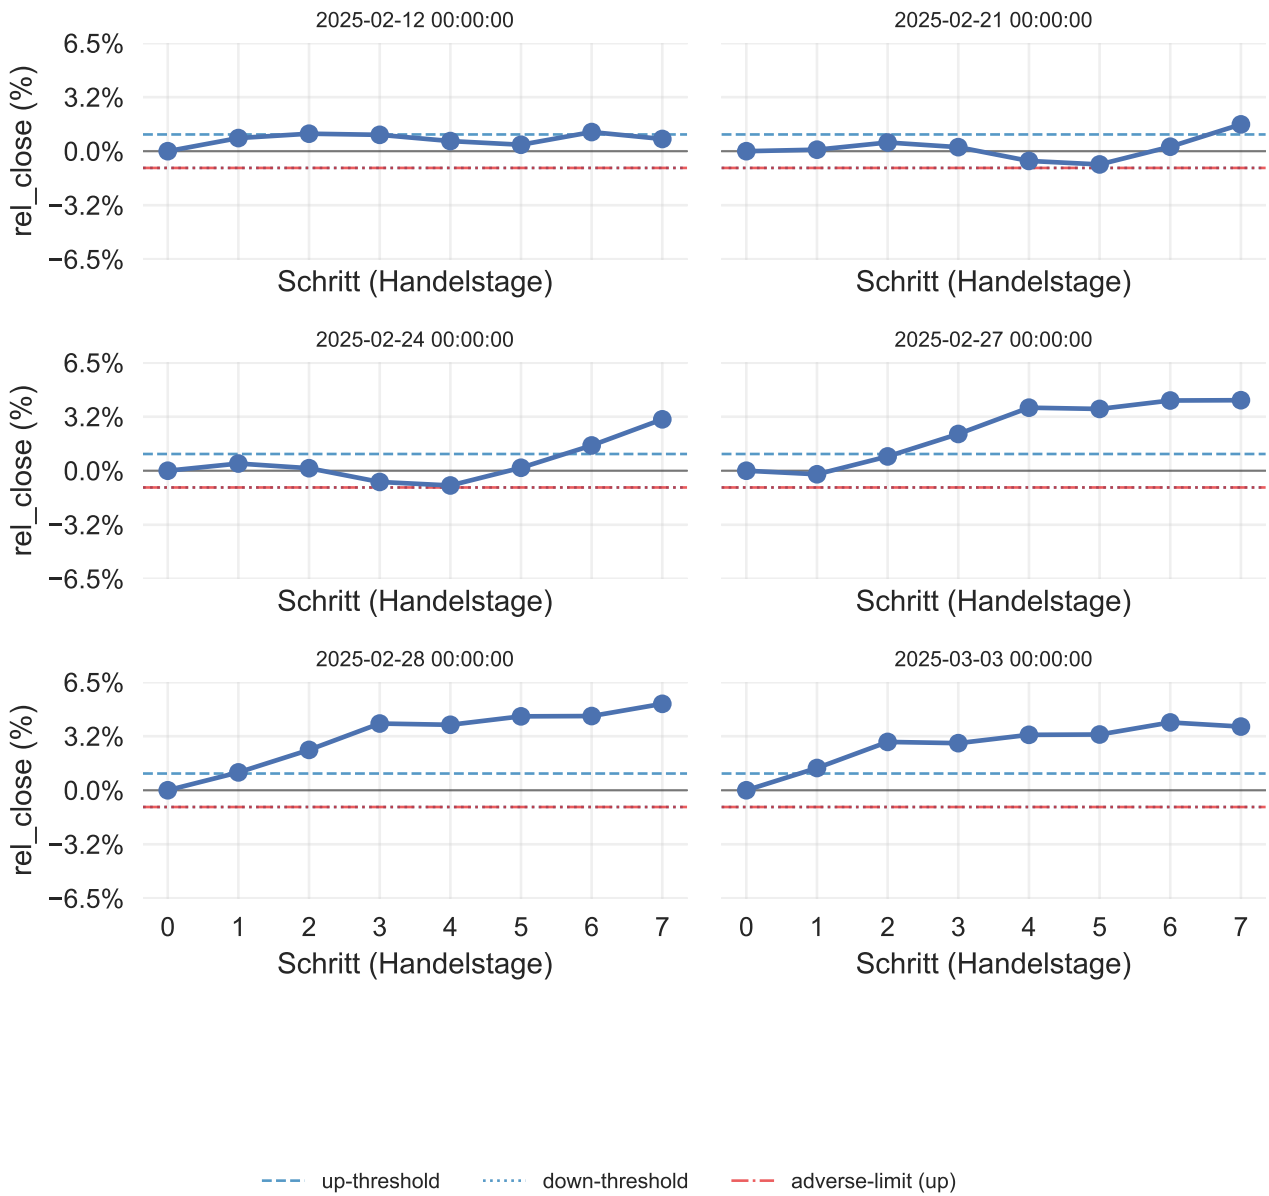 2025-02-12 00:00:00
2025-02-21 00:00:00
6.5%
3.2%
0.0%
−3.2%
−6.5%
rel_close (%)
Schritt (Handelstage)
Schritt (Handelstage)
2025-02-24 00:00:00
2025-02-27 00:00:00
6.5%
3.2%
0.0%
−3.2%
−6.5%
rel_close (%)
Schritt (Handelstage)
Schritt (Handelstage)
2025-02-28 00:00:00
2025-03-03 00:00:00
6.5%
3.2%
0.0%
−3.2%
−6.5%
rel_close (%)
0 1 2 3 4 5 6 7
0 1 2 3 4 5 6 7
Schritt (Handelstage)
Schritt (Handelstage)
up-threshold
down-threshold
adverse-limit (up)